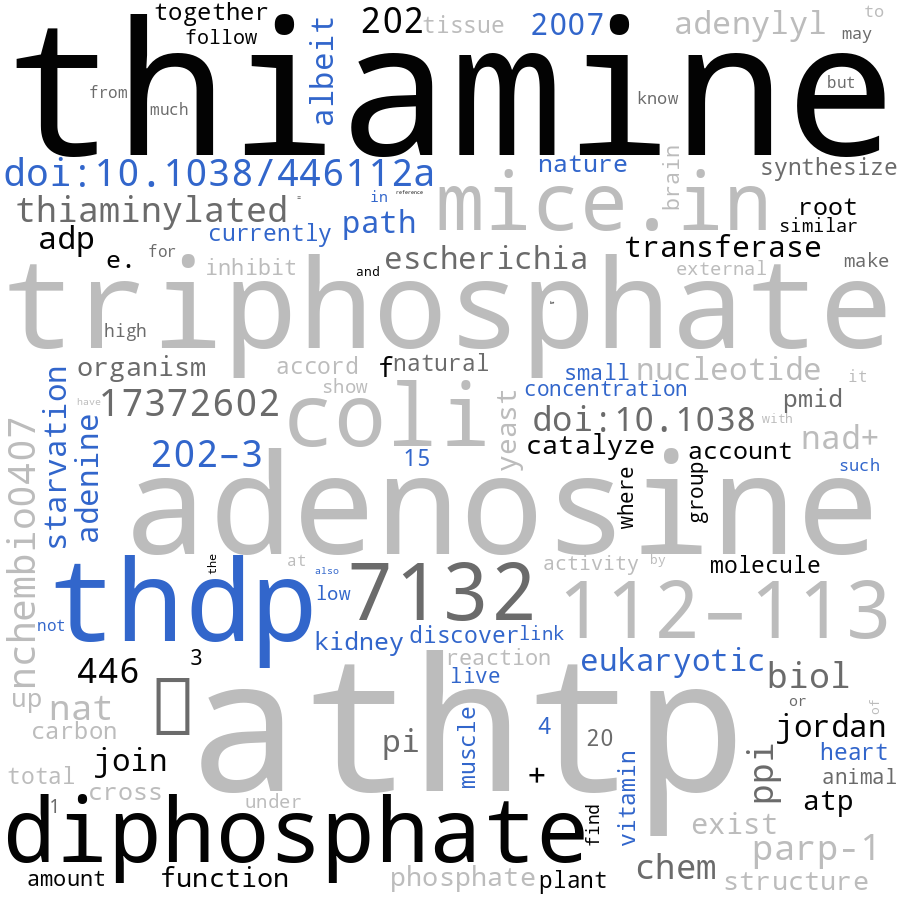 together
202
tissue
2007
adenylyl
to
follow
albeit
may
thiamine
from
much
know
but
doi:10.1038/446112a
nature
brain
synthesize
thiaminylated
in
reference
path
mice.in
root
similar
adp
currently
transferase
e.
for
inhibit
and
escherichia
external
make
triphosphate
high
organism
accord
f
natural
small
nucleotide
it
show
concentration
starvation
have
17372602
coli
yeast
doi:10.1038
pmid
with
adenine
nchembio0407
202-3
15
catalyze
account
nad+
such
where
group
adenosine
the
at
also
activity
by
molecule
thdp
low
7132
112-113
not
kidney
discover
link
446
3
reaction
eukaryotic
live
biol
up
nat
athtp
or
of
carbon
pi
muscle
4
20
jordan
join
+
vitamin
ppi
heart
total
animal
cross
1
under
atp
diphosphate
find
exist
parp-1
amount
function
phosphate
plant
chem
structure